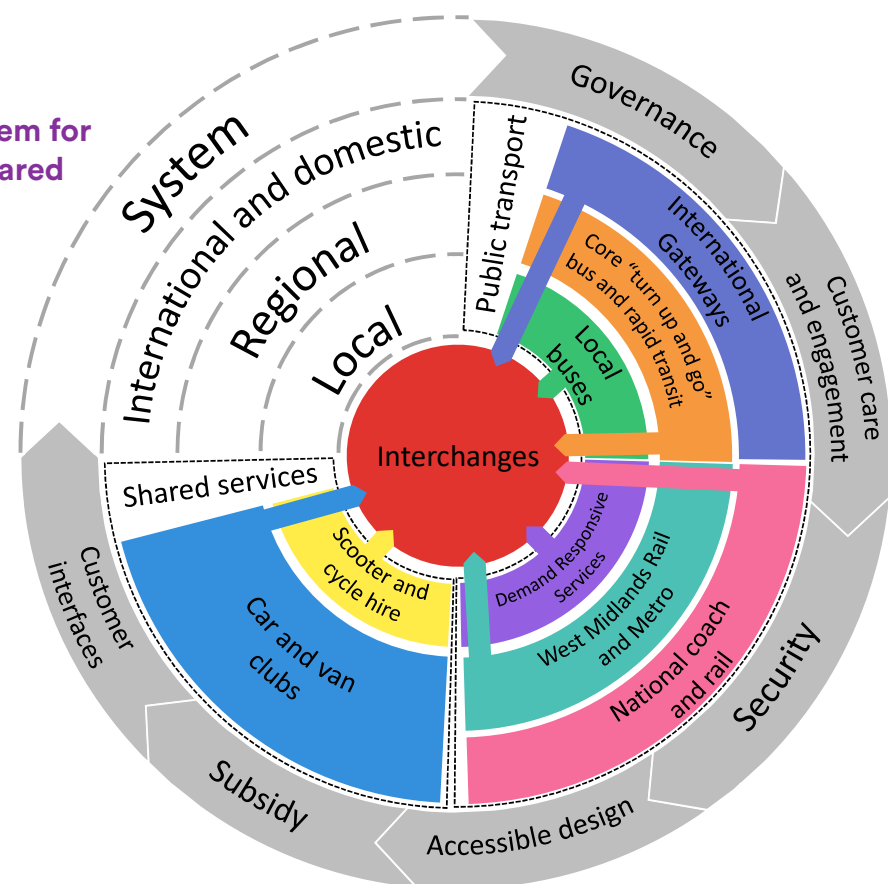 em for
ared
System
International and domestic
Regional
Local
Governance
Customer care
and engagement
Security
Accessible design
Subsidy
Customer
interfaces
Public transport
International
Gateways
Core “turn up and go”
bus and rapid transit
Local
buses
Interchanges
Shared services
Scooter and
cycle hire
Car and van
clubs
Demand Responsive
Services
West Midlands Rail
and Metro
National coach
and rail